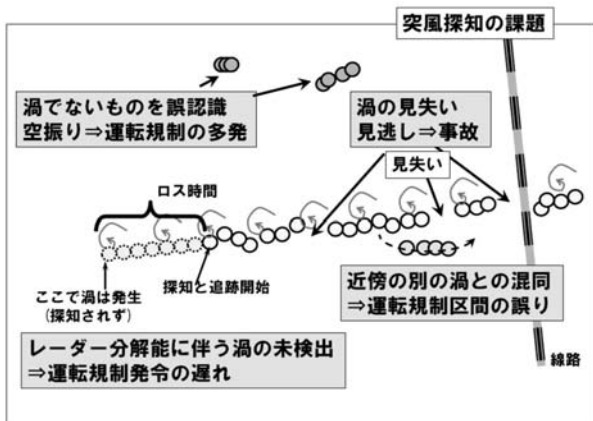 突風探知の課題
渦でないものを誤認識
空振り⇒運転規制の多発
渦の見失い
見逃し⇒事故
見失い
ロス時間
ここで渦は発生
(探知されず)
探知と追跡開始
近傍の別の渦との混同
⇒運転規制区間の誤り
レーダー分解能に伴う渦の未検出
⇒運転規制発令の遅れ
線路